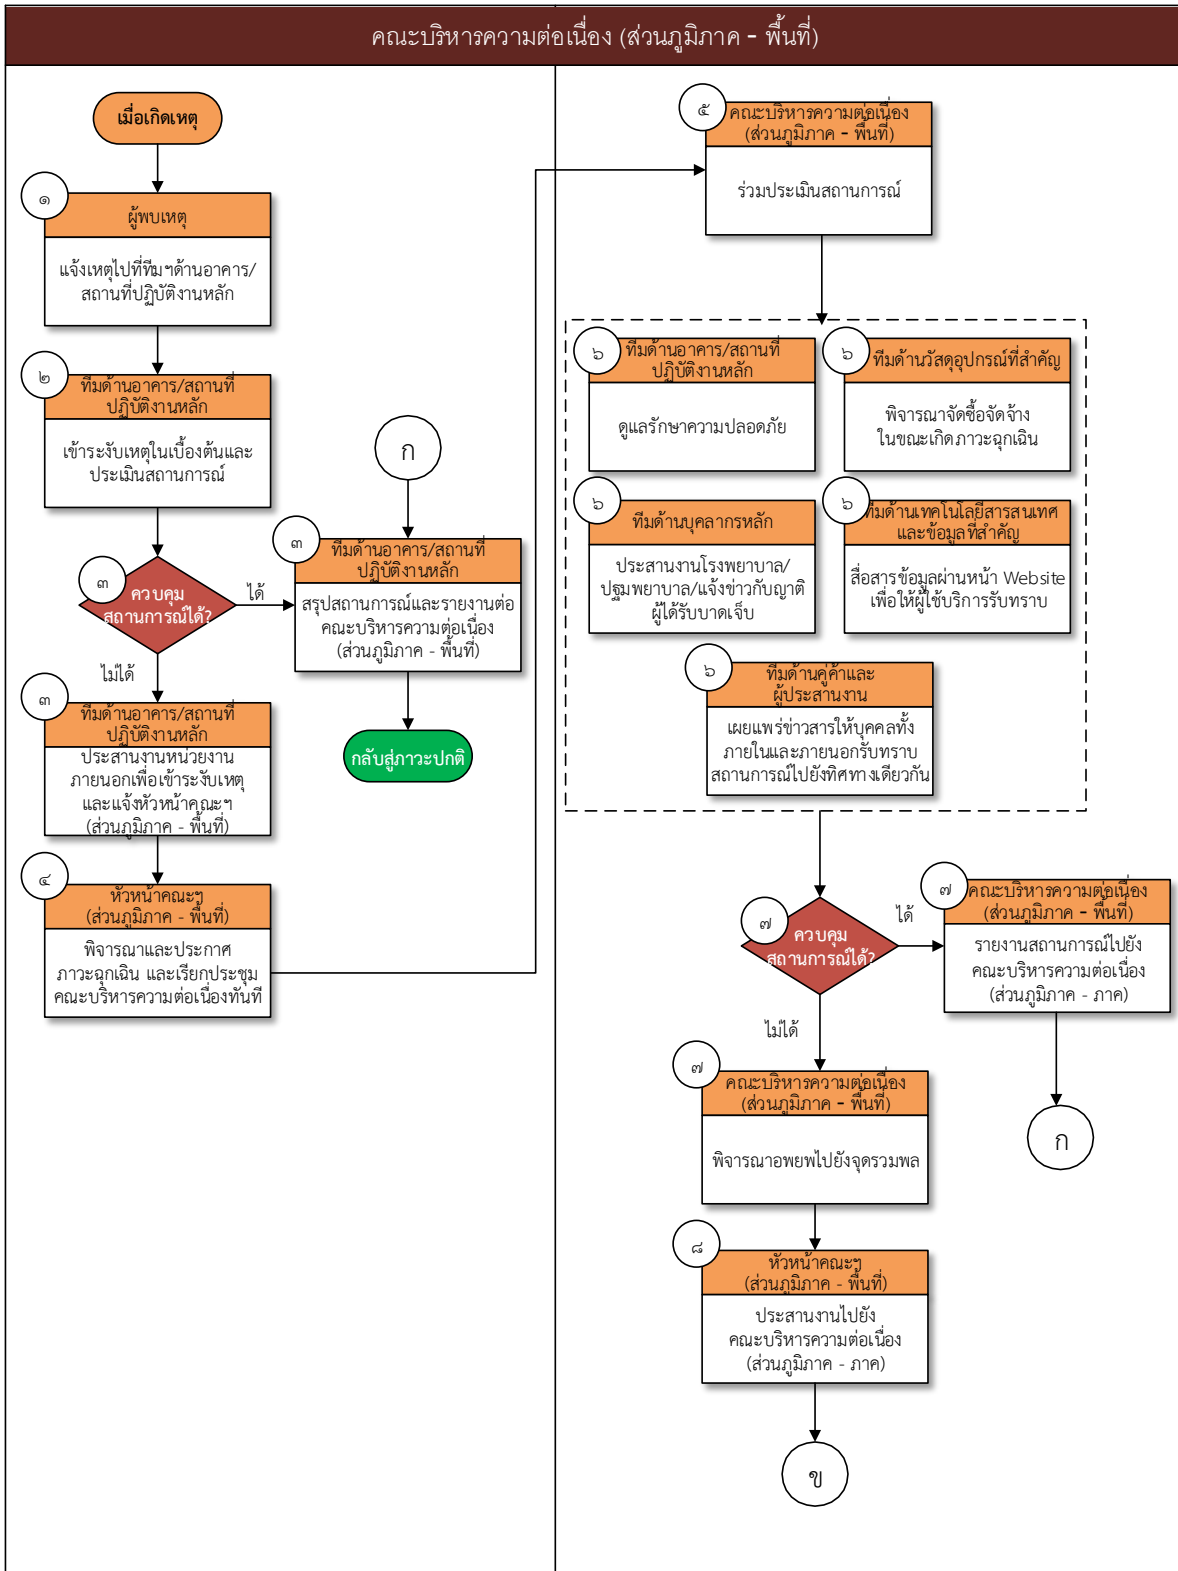 คณะบริหารความต่อเนื่อง (ส่วนภูมิภาค - พื้นที่)
เมื่อเกิดเหตุ
๑
ผู้พบเหตุ
แจ้งเหตุไปที่ทีมฯด้านอาคาร/
สถานที่ปฏิบัติงานหลัก
๒
ทีมด้านอาคาร/สถานที่
ปฏิบัติงานหลัก
เข้าระงับเหตุในเบื้องต้นและ
ประเมินสถานการณ์
๓
ควบคุม
สถานการณ์ได้?
ได้
ไม่ได้
ก
๓
ทีมด้านอาคาร/สถานที่
ปฏิบัติงานหลัก
สรุปสถานการณ์และรายงานต่อ
คณะบริหารความต่อเนื่อง
(ส่วนภูมิภาค - พื้นที่)
กลับสู่ภาวะปกติ
๓
ทีมด้านอาคาร/สถานที่
ปฏิบัติงานหลัก
ประสานงานหน่วยงาน
ภายนอกเพื่อเข้าระงับเหตุ
และแจ้งหัวหน้าคณะฯ
(ส่วนภูมิภาค - พื้นที่)
๔
หัวหน้าคณะฯ
(ส่วนภูมิภาค - พื้นที่)
พิจารณาและประกาศ
ภาวะฉุกเฉิน และเรียกประชุม
คณะบริหารความต่อเนื่องทันที
๕
คณะบริหารความต่อเนื่อง
(ส่วนภูมิภาค - พื้นที่)
ร่วมประเมินสถานการณ์
๖
ทีมด้านอาคาร/สถานที่
ปฏิบัติงานหลัก
ดูแลรักษาความปลอดภัย
๖
ทีมด้านวัสดุอุปกรณ์ที่สำคัญ
พิจารณาจัดซื้อจัดจ้าง
ในขณะเกิดภาวะฉุกเฉิน
๖
ทีมด้านบุคลากรหลัก
ประสานงานโรงพยาบาล/
ปฐมพยาบาล/แจ้งข่าวกับญาติ
ผู้ได้รับบาดเจ็บ
๖
ทีมด้านเทคโนโลยีสารสนเทศ
และข้อมูลที่สำคัญ
สื่อสารข้อมูลผ่านหน้า Website
เพื่อให้ผู้ใช้บริการรับทราบ
๖
ทีมด้านคู่ค้าและ
ผู้ประสานงาน
เผยแพร่ข่าวสารให้บุคคลทั้ง
ภายในและภายนอกรับทราบ
สถานการณ์ไปยังทิศทางเดียวกัน
๗
ควบคุม
สถานการณ์ได้?
ได้
ไม่ได้
๗
คณะบริหารความต่อเนื่อง
(ส่วนภูมิภาค - พื้นที่)
รายงานสถานการณ์ไปยัง
คณะบริหารความต่อเนื่อง
(ส่วนภูมิภาค - ภาค)
ก
๗
คณะบริหารความต่อเนื่อง
(ส่วนภูมิภาค - พื้นที่)
พิจารณาอพยพไปยังจุดรวมพล
๘
หัวหน้าคณะฯ
(ส่วนภูมิภาค - พื้นที่)
ประสานงานไปยัง
คณะบริหารความต่อเนื่อง
(ส่วนภูมิภาค - ภาค)
ข